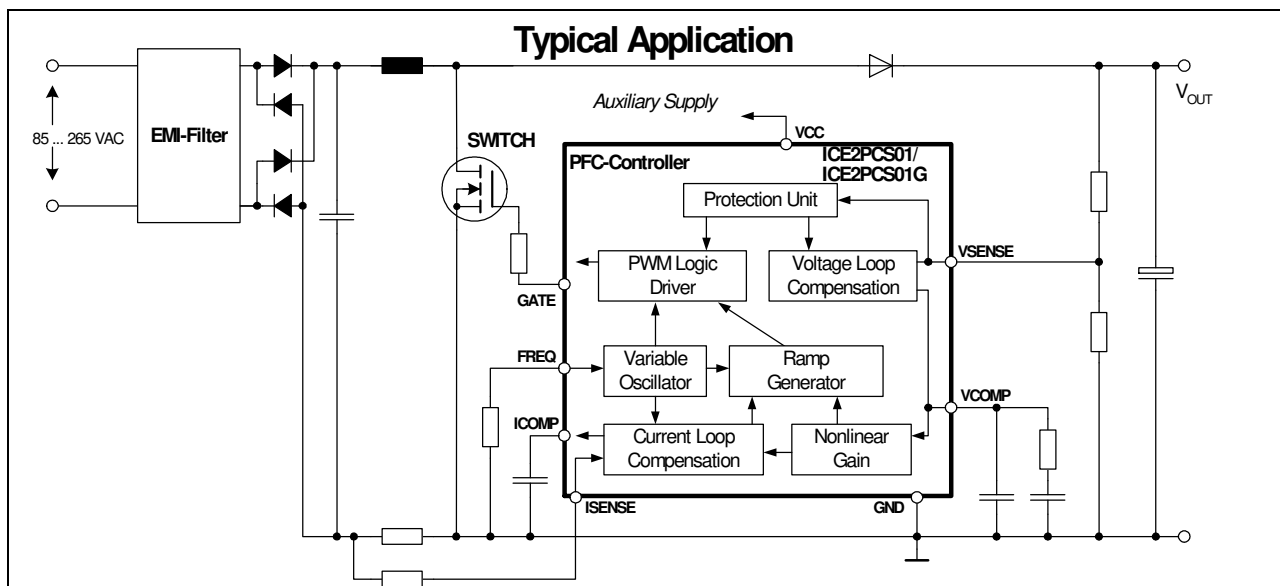 Typical Application
Auxiliary Supply
V_OUT
85 ... 265 VAC
EMI-Filter
SWITCH
VCC
PFC-Controller
ICE2PCS01/
ICE2PCS01G
Protection Unit
PWM Logic
Driver
Voltage Loop
Compensation
VSENSE
GATE
FREQ
Variable
Oscillator
Ramp
Generator
VCOMP
ICOMP
Current Loop
Compensation
Nonlinear
Gain
ISENSE
GND